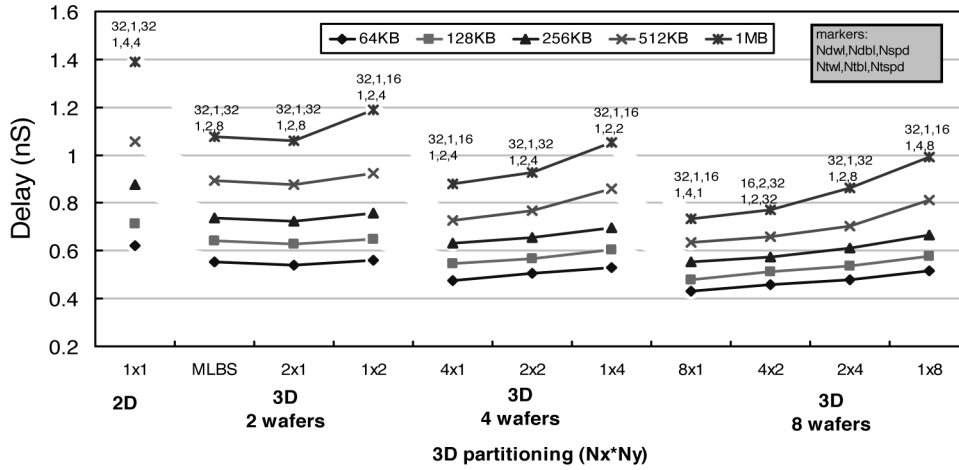 1.6
1.4
1.2
1
0.8
0.6
0.4
0.2
Delay (nS)
64KB 128KB 256KB 512KB 1MB
markers:
Ndwl,Ndbl,Nspd
Ntwl,Ntbl,Ntspd
32,1,32
1,4,4
32,1,32
1,2,8
32,1,32
1,2,8
32,1,16
1,2,4
32,1,16
1,2,4
32,1,32
1,2,4
32,1,16
1,2,2
32,1,16
1,4,1
16,2,32
1,2,32
32,1,32
1,2,8
32,1,16
1,4,8
1x1 MLBS 2x1 1x2 4x1 2x2 1x4 8x1 4x2 2x4 1x8
2D
3D
2 wafers
3D
4 wafers
3D
8 wafers
3D partitioning (Nx*Ny)